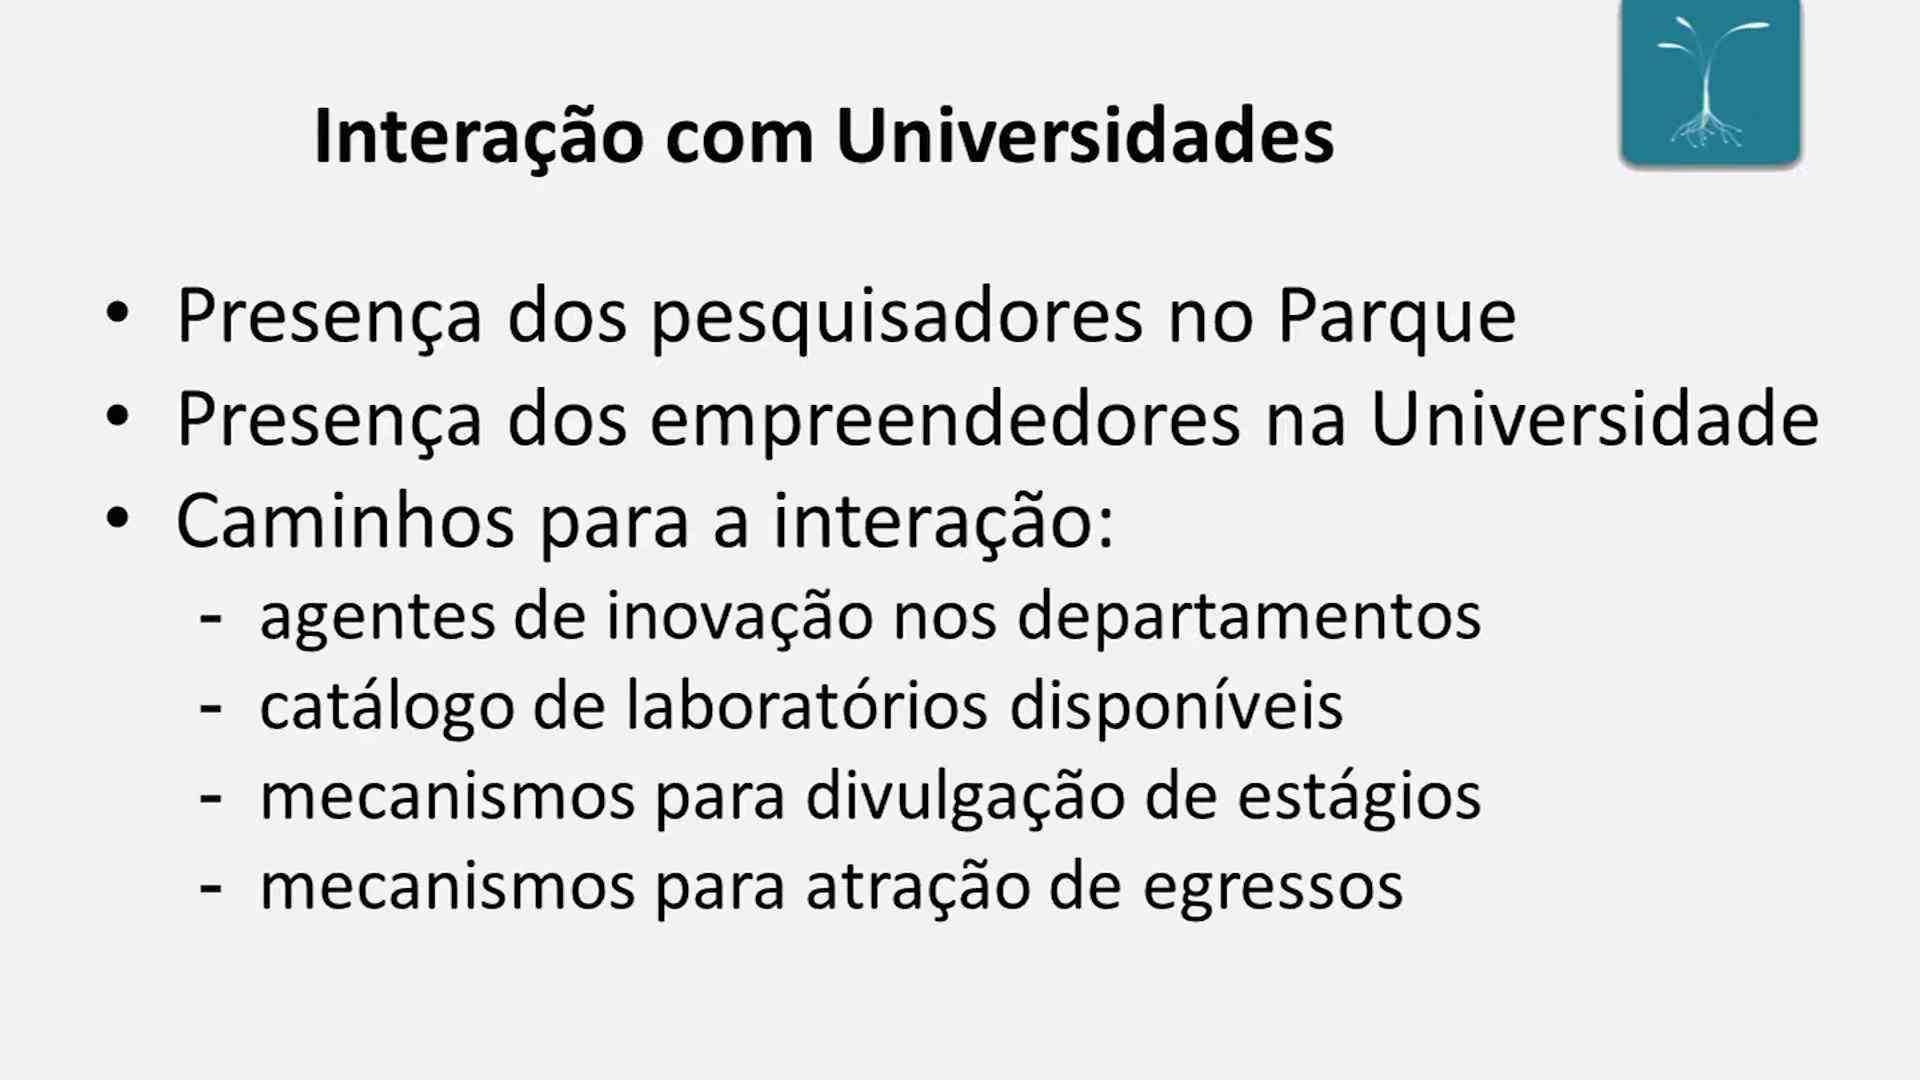 Interação com Universidades
• Presença dos pesquisadores no Parque
• Presença dos empreendedores na Universidade
• Caminhos para a interação:
- agentes de inovação nos departamentos
- catálogo de laboratórios disponíveis
- mecanismos para divulgação de estágios
- mecanismos para atração de egressos